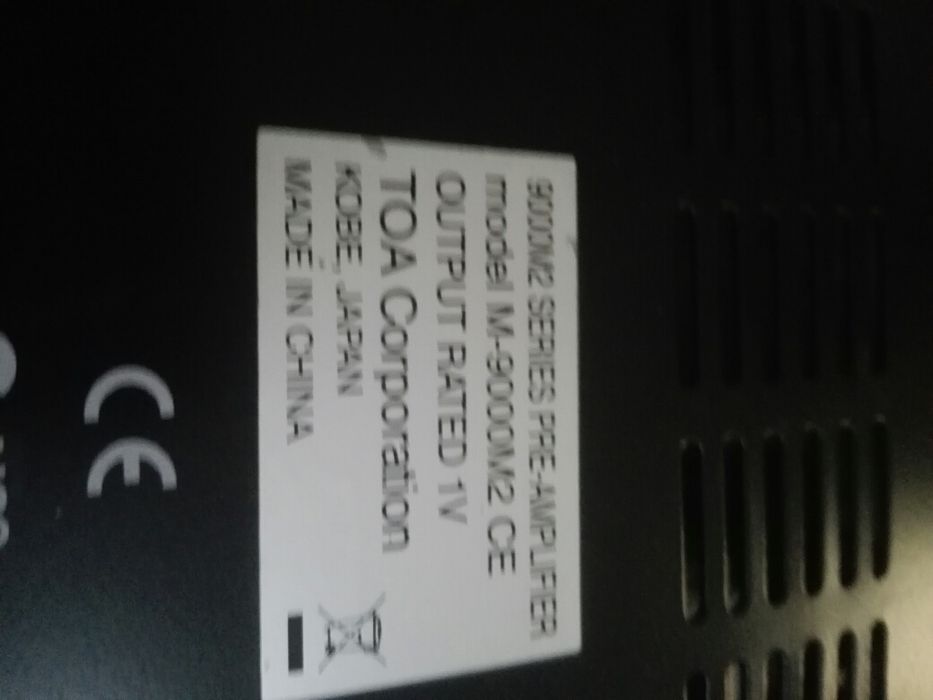 9000M2 SERIES PRE-AMPLIFIER
model M-9000M2 CE
OUTPUT RATED 1V
TOA Corporation
KOBE, JAPAN
MADE IN CHINA
CE